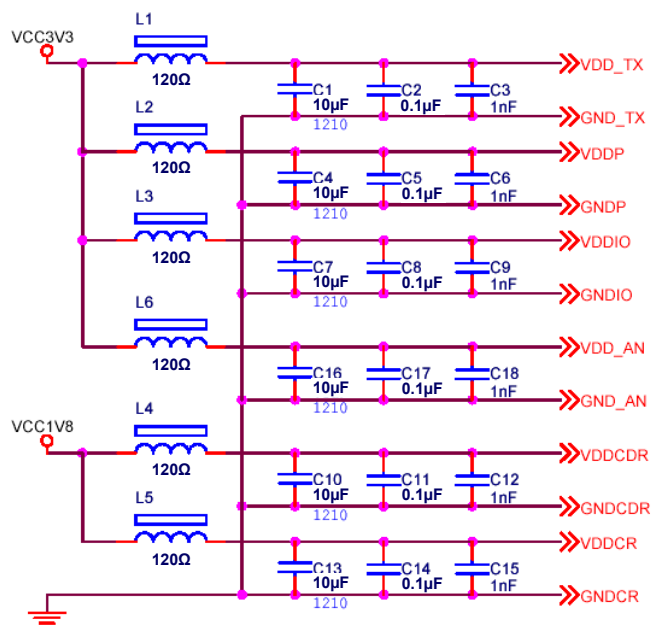 L1
VCC3V3
VDD_TX
120Ω
C1 C2 C3
10µF 0.1µF 1nF
1210
GND_TX
L2
VDDP
120Ω
C4 C5 C6
10µF 0.1µF 1nF
1210
GNDP
L3
VDDIO
120Ω
C7 C8 C9
10µF 0.1µF 1nF
1210
GNDIO
L6
VDD_AN
120Ω
C16 C17 C18
10µF 0.1µF 1nF
1210
GND_AN
L4
VCC1V8
VDDCDR
120Ω
C10 C11 C12
10µF 0.1µF 1nF
1210
GNDCDR
L5
VDDCR
120Ω
C13 C14 C15
10µF 0.1µF 1nF
1210
GNDCR